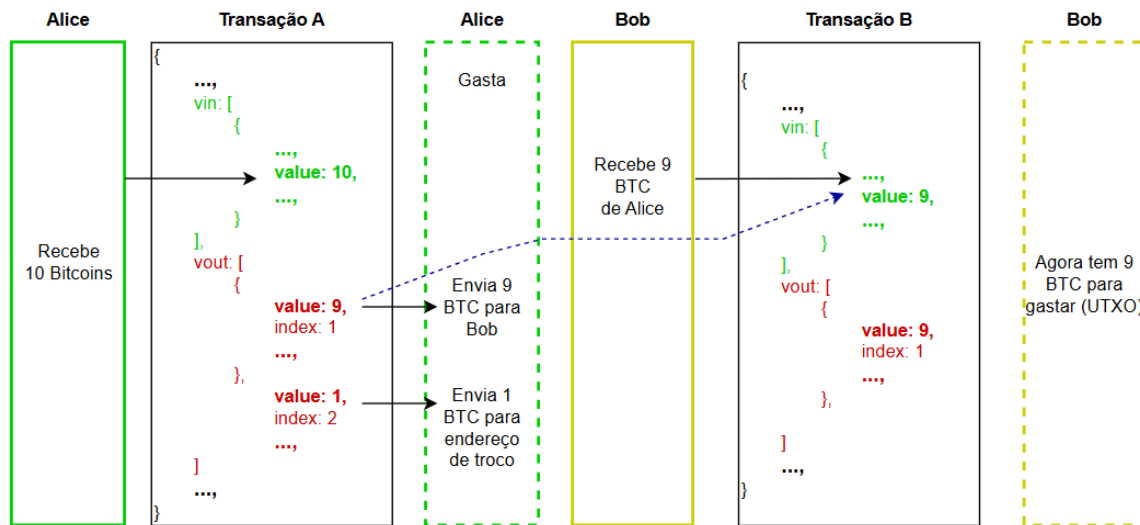 Alice
Transação A
Alice
Bob
Transação B
Bob
Recebe
10 Bitcoins
{
...,
vin: [
{
...,
value: 10,
...,
}
],
vout: [
{
value: 9,
index: 1
...,
},
value: 1,
index: 2
...,
]
...,
}
Gasta
Envia 9
BTC para
Bob
Envia 1
BTC para
endereço
de troco
Recebe 9
BTC
de Alice
{
...,
vin: [
{
...,
value: 9,
...,
}
],
vout: [
{
value: 9,
index: 1
...,
},
]
...,
}
Agora tem 9
BTC para
gastar (UTXO)